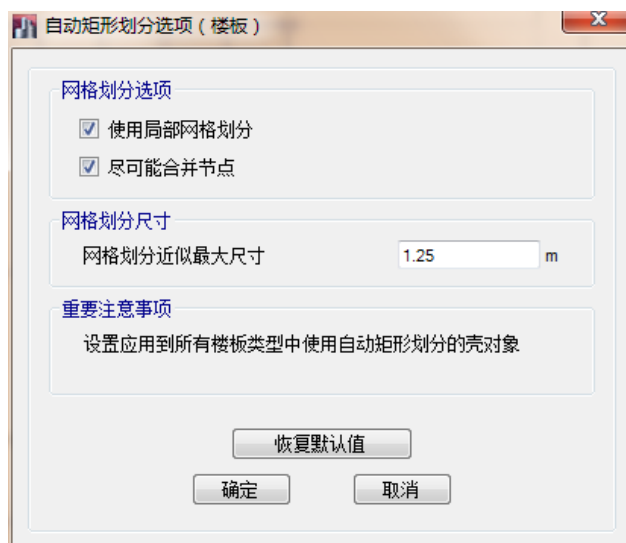 自动矩形划分选项（楼板）
网格划分选项
使用局部网格划分
尽可能合并节点
网格划分尺寸
网格划分近似最大尺寸 1.25 m
重要注意事项
设置应用到所有楼板类型中使用自动矩形划分的壳对象
恢复默认值
确定 取消